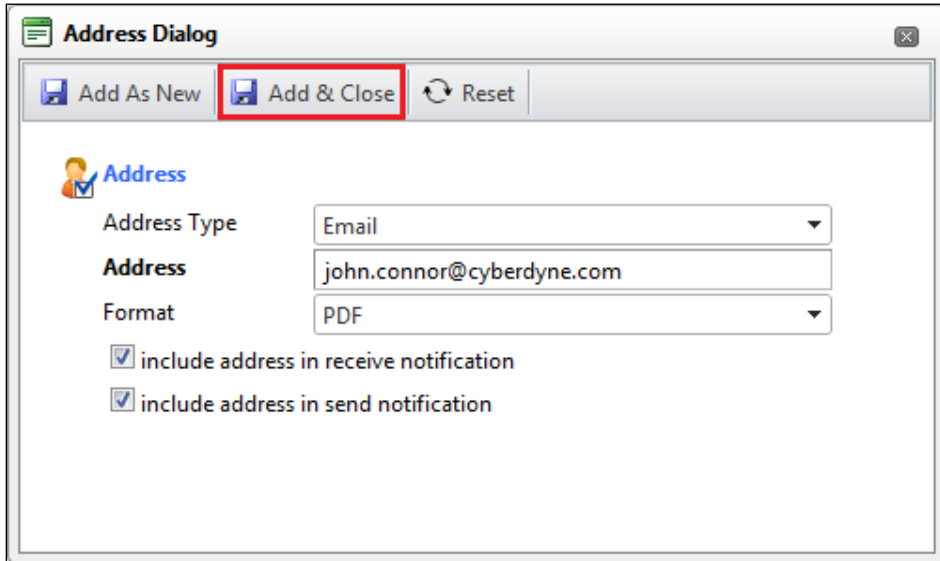 Address Dialog
Add As New Add & Close Reset
Address
Address Type Email
Address john.connor@cyberdyne.com
Format PDF
include address in receive notification
include address in send notification